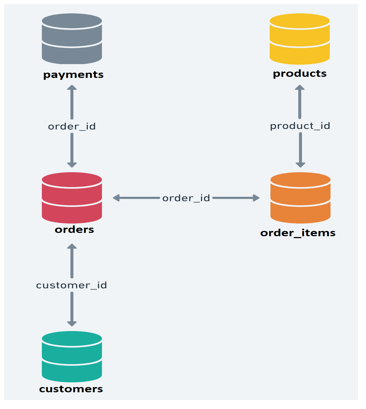 payments
products
order_id
product_id
orders
order_id
order_items
customer_id
customers